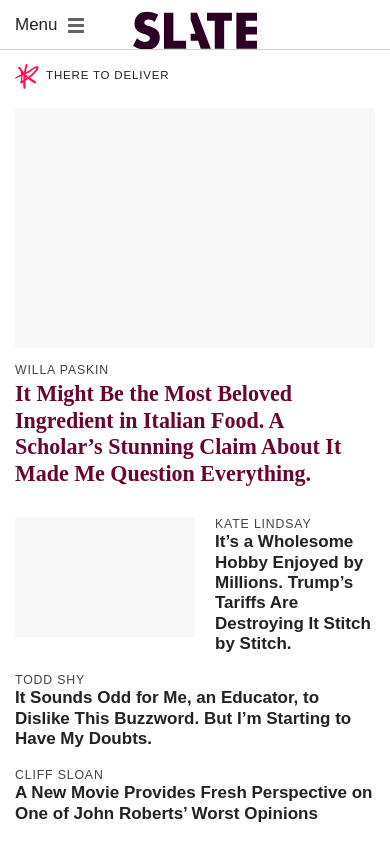 Menu
SLATE
THERE TO DELIVER
WILLA PASKIN
It Might Be the Most Beloved
Ingredient in Italian Food. A
Scholar’s Stunning Claim About It
Made Me Question Everything.
KATE LINDSAY
It’s a Wholesome
Hobby Enjoyed by
Millions. Trump’s
Tariffs Are
Destroying It Stitch
by Stitch.
TODD SHY
It Sounds Odd for Me, an Educator, to
Dislike This Buzzword. But I’m Starting to
Have My Doubts.
CLIFF SLOAN
A New Movie Provides Fresh Perspective on
One of John Roberts’ Worst Opinions